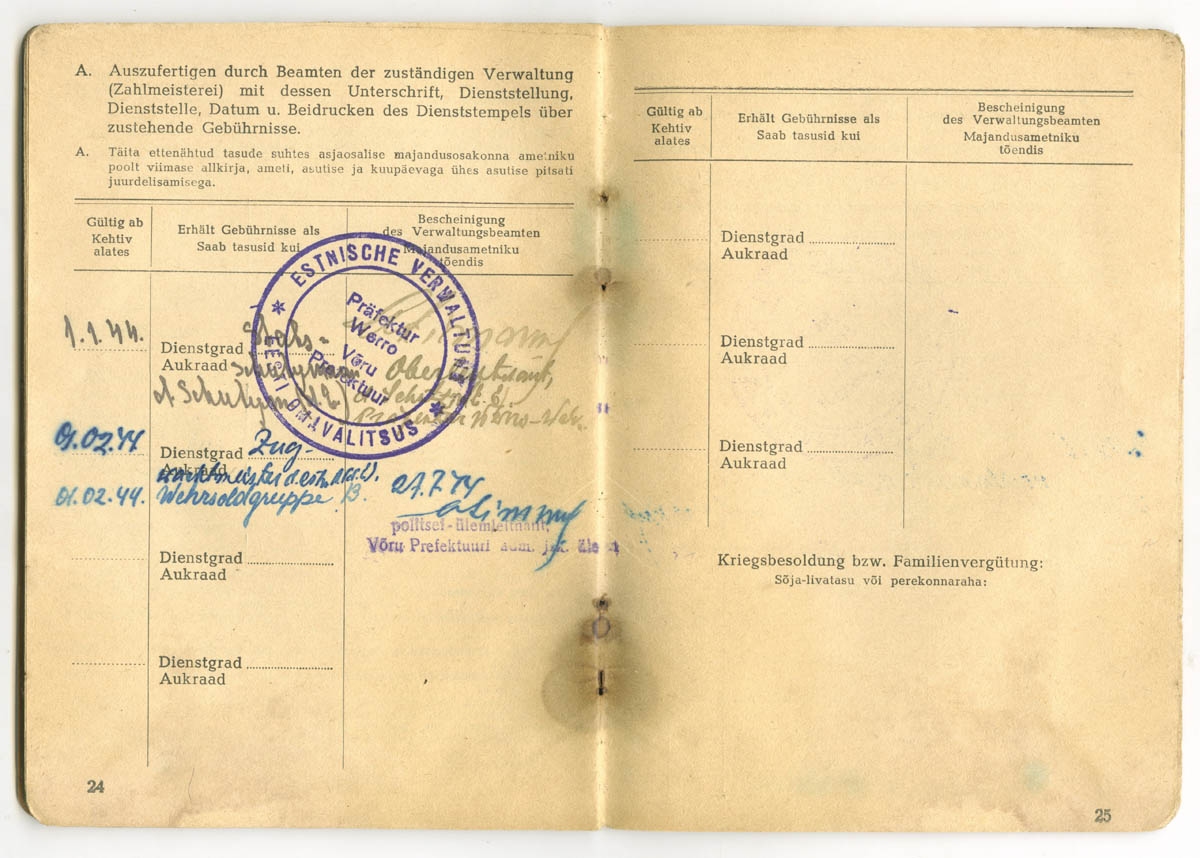 A. Auszufertigen durch Beamten der zuständigen Verwaltung
(Zahlmeisterei) mit dessen Unterschrift, Dienststellung,
Dienststelle, Datum u. Beidrucken des Dienststempels über
zustehende Gebührnisse.
A. Täita ettenähtud tasude suhtes asjaosalise majandusosakonna ametniku
poolt viimase allkirja, ameti, asutise ja kuupäevaga ühes asutise pitsati
juurdelisamisega.
Gültig ab
Kehtiv
alates
Erhält Gebührnisse als
Saab tasusid kui
Bescheinigung
des Verwaltungsbeamten
Majandusametniku
tõendis
ESTNISCHE VERWALTUNG
EESTI OMAVALITSUS
Präfektur
Werro
Võru
Prefektuur
1.1.44.
Dienstgrad
Aukraad
Oberleutnant,
01.02.44
Dienstgrad Zug-
Aukraad
01.02.44. Wehrsoldgruppe B.
21.7.44
politsei-ülemleitnant,
Võru Prefektuuri adm. jsk.
Dienstgrad
Aukraad
Dienstgrad
Aukraad
24
Gültig ab
Kehtiv
alates
Erhält Gebührnisse als
Saab tasusid kui
Bescheinigung
des Verwaltungsbeamten
Majandusametniku
tõendis
Dienstgrad
Aukraad
Dienstgrad
Aukraad
Dienstgrad
Aukraad
Kriegsbesoldung bzw. Familienvergütung:
Sõja-livatasu või perekonnaraha:
25